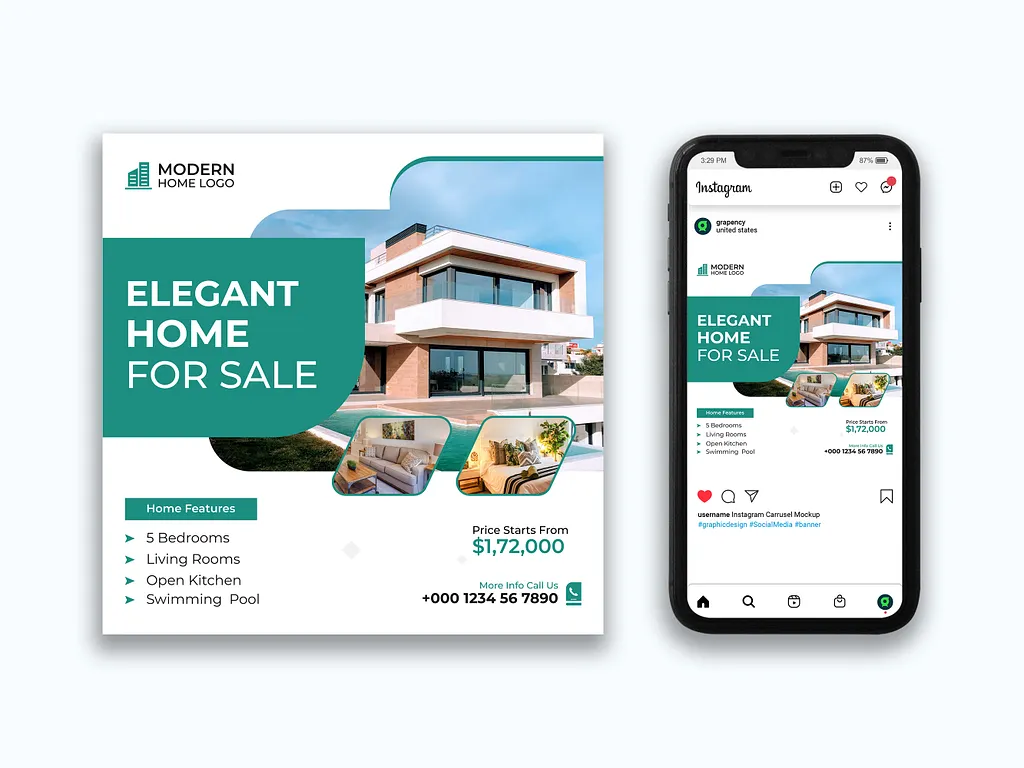 MODERN
HOME LOGO
ELEGANT
HOME
FOR SALE
Home Features
5 Bedrooms
Living Rooms
Open Kitchen
Swimming Pool
Price Starts From
$1,72,000
More Info Call Us
+000 1234 56 7890
3:29 PM
87%
Instagram
grapency
united states
MODERN
HOME LOGO
ELEGANT
HOME
FOR SALE
Home Features
5 Bedrooms
Living Rooms
Open Kitchen
Swimming Pool
Price Starts From
$1,72,000
More Info Call Us
+000 1234 56 7890
username Instagram Carrusel Mockup
#graphicdesign #SocialMedia #banner